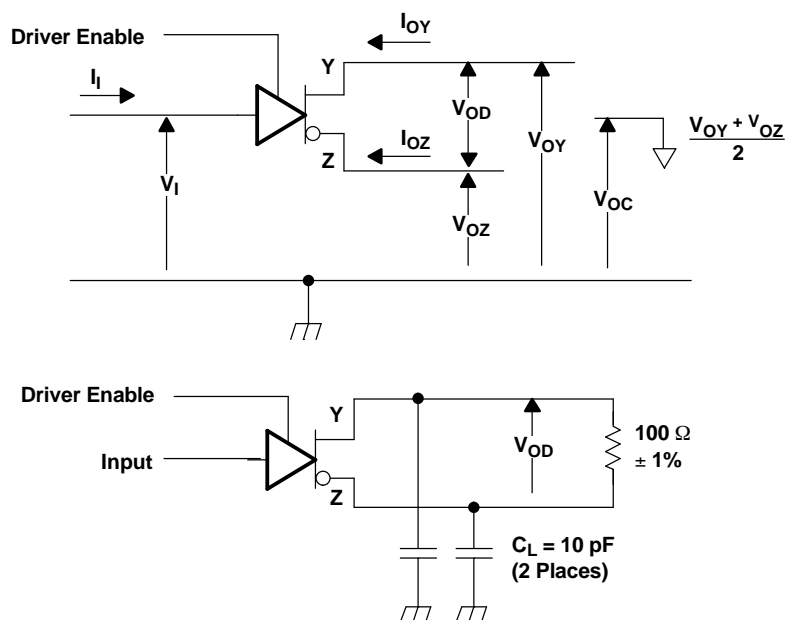 I_OY
Driver Enable
Y
I_I
V_OD
V_OY
V_OY + V_OZ
2
I_OZ
Z
V_I
V_OC
V_OZ
Driver Enable
Y
100 Ω
± 1%
V_OD
Input
Z
C_L = 10 pF
(2 Places)